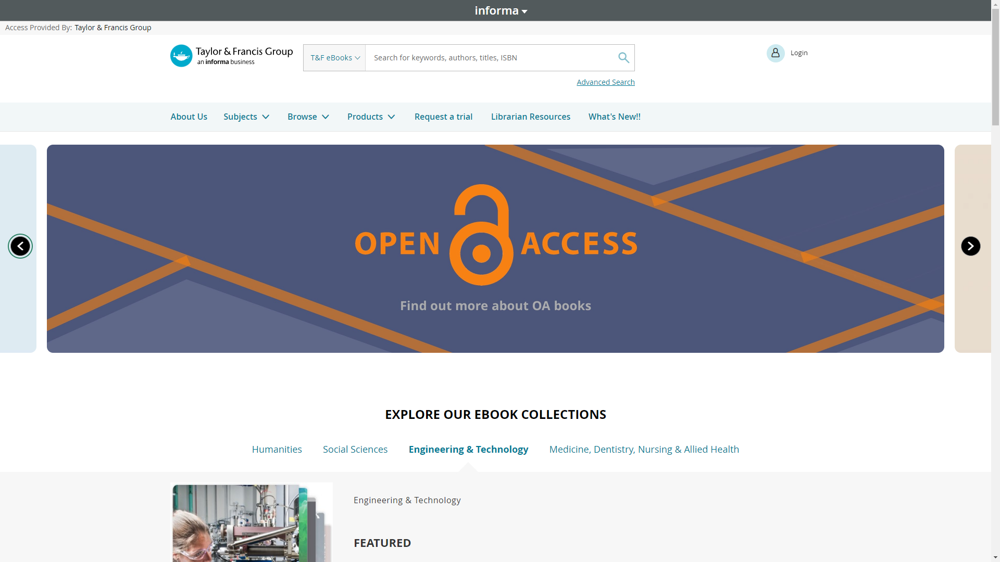 informa
Access Provided By: Taylor & Francis Group
Taylor & Francis Group
an informa business
T&F eBooks
Search for keywords, authors, titles, ISBN
Login
Advanced Search
About Us Subjects Browse Products Request a trial Librarian Resources What's New!!
OPEN ACCESS
Find out more about OA books
EXPLORE OUR EBOOK COLLECTIONS
Humanities Social Sciences Engineering & Technology Medicine, Dentistry, Nursing & Allied Health
Engineering & Technology
FEATURED